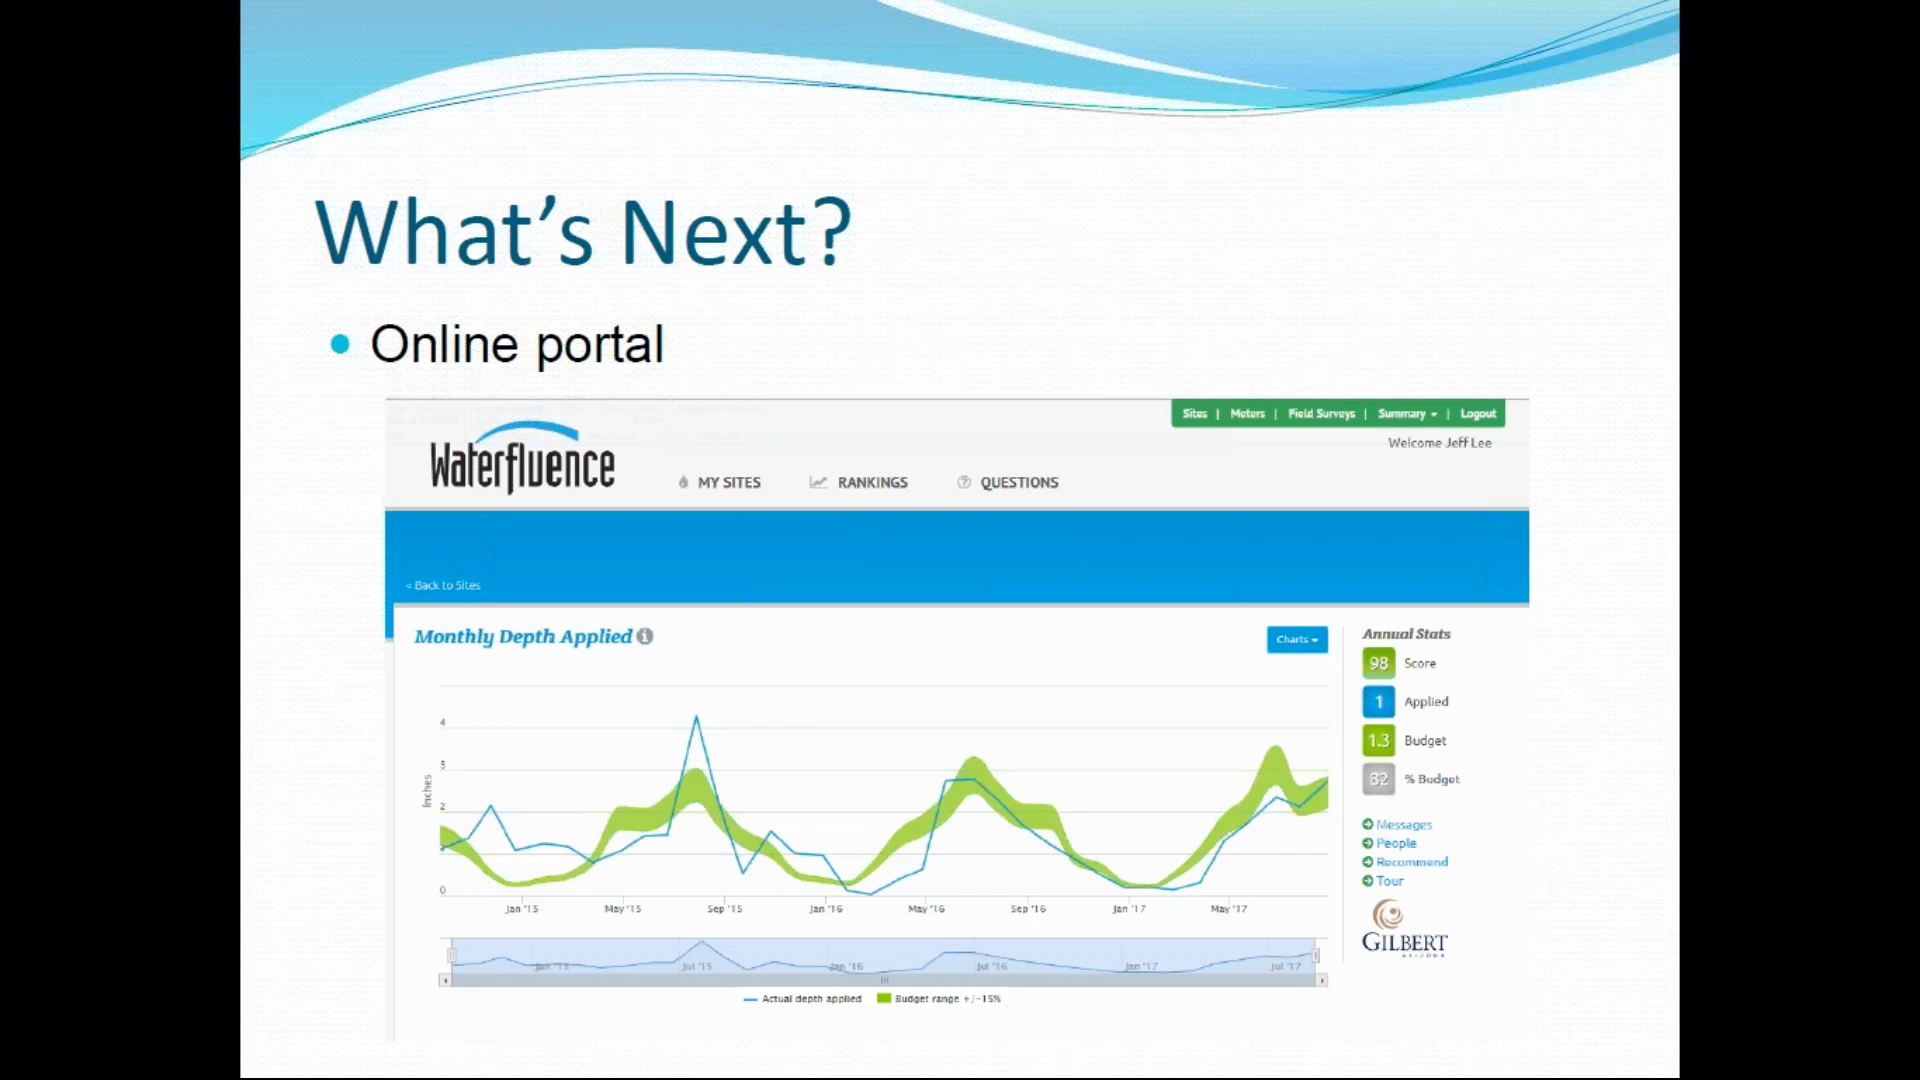 What's Next?
Online portal
Sites | Meters | Field Surveys | Summary | Logout
Welcome Jeff Lee
Waterfluence
MY SITES RANKINGS QUESTIONS
< Back to Sites
Monthly Depth Applied
Charts
Annual Stats
98 Score
1 Applied
1.3 Budget
82 % Budget
Messages
People
Recommend
Tour
GILBERT
ARIZONA
Inches
4
3
2
0
Jan '15 May '15 Sep '15 Jan '16 May '16 Sep '16 Jan '17 May '17
Jan '15 Jul '15 Jan '16 Jul '16 Jan '17 Jul '17
Actual depth applied Budget range +/-15%